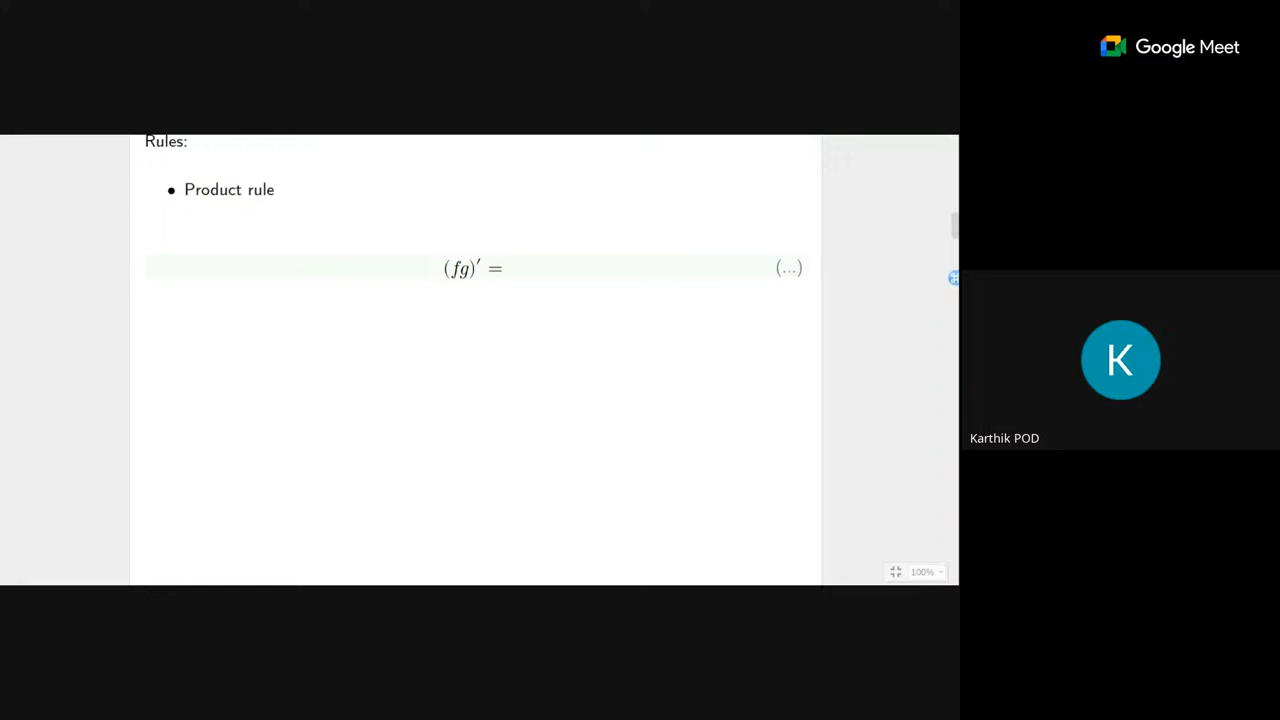 Google Meet
Rules:
• Product rule
(fg)′ = (...)
K
Karthik POD
100%